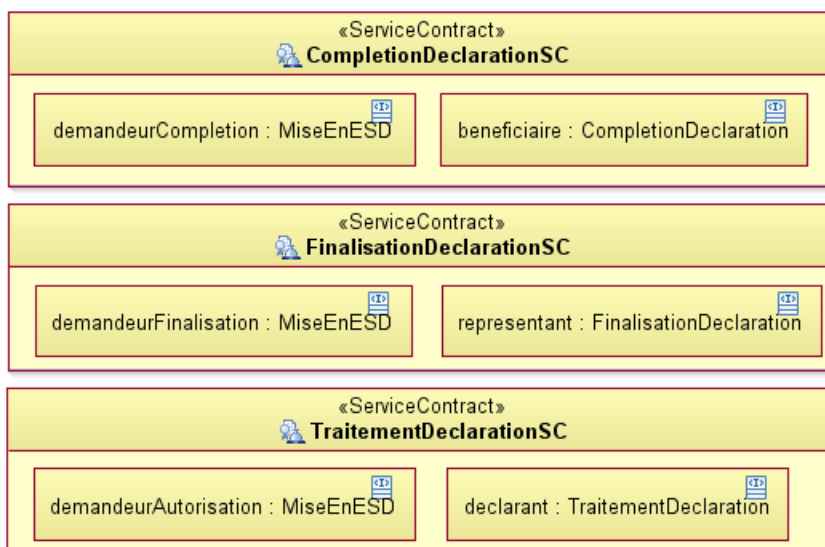 «ServiceContract»
CompletionDeclarationSC
demandeurCompletion : MiseEnESD
beneficiaire : CompletionDeclaration
«ServiceContract»
FinalisationDeclarationSC
demandeurFinalisation : MiseEnESD
representant : FinalisationDeclaration
«ServiceContract»
TraitementDeclarationSC
demandeurAutorisation : MiseEnESD
declarant : TraitementDeclaration